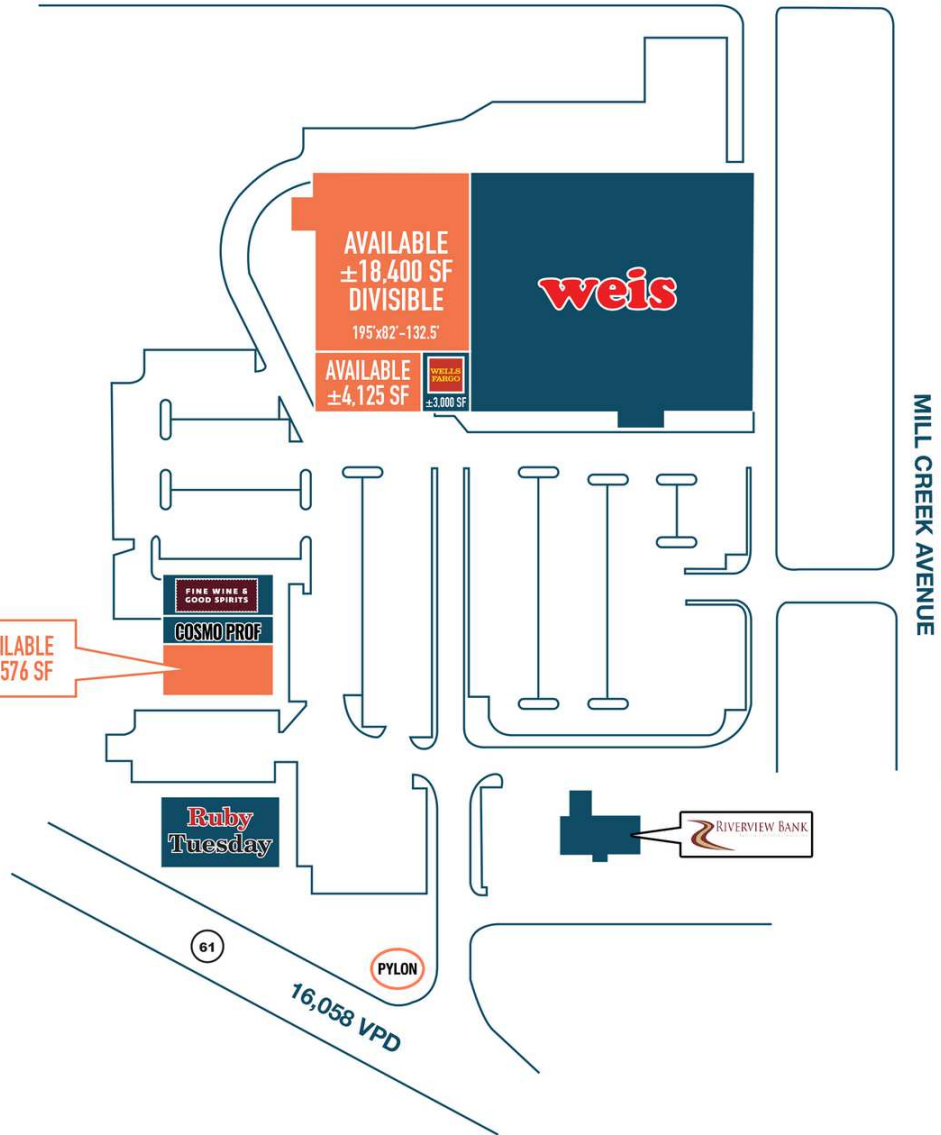 AVAILABLE
±18,400 SF
DIVISIBLE
195'x82'-132.5'
weis
AVAILABLE
±4,125 SF
WELLS
FARGO
±3,000 SF
MILL CREEK AVENUE
FINE WINE &
GOOD SPIRITS
COSMO PROF
ILABLE
576 SF
Ruby
Tuesday
RIVERVIEW BANK
61
PYLON
16,058 VPD